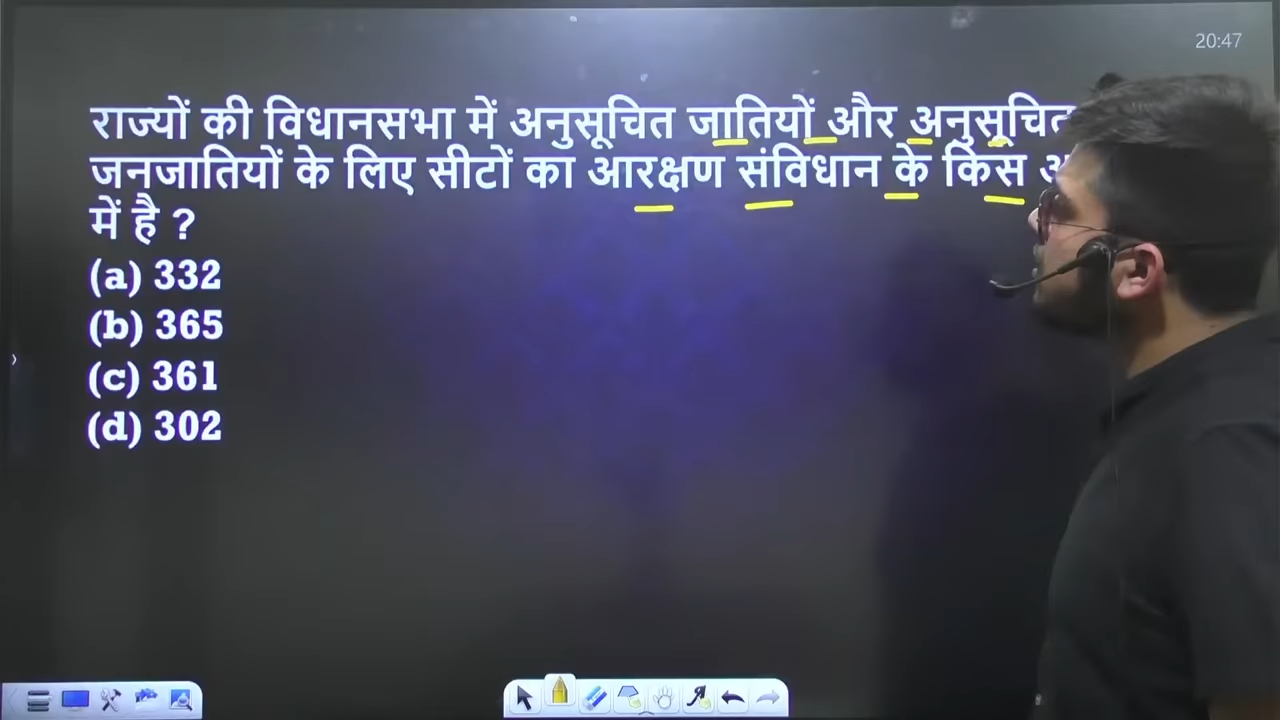 20:47
राज्यों की विधानसभा में अनुसूचित जातियों और अनुसूचित
जनजातियों के लिए सीटों का आरक्षण संविधान के किस
में है ?
(a) 332
(b) 365
(c) 361
(d) 302